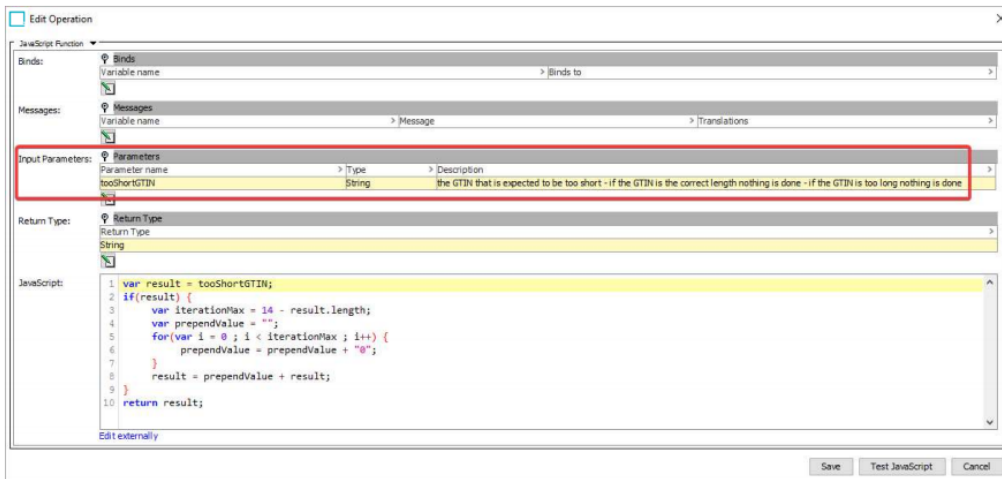 Edit Operation
JavaScript Function
Binds:
Binds
Variable name > Binds to >
Messages:
Messages
Variable name > Message > Translations >
Input Parameters:
Parameters
Parameter name > Type > Description >
tooShortGTIN String the GTIN that is expected to be too short - if the GTIN is the correct length nothing is done - if the GTIN is too long nothing is done
Return Type:
Return Type
Return Type >
String
JavaScript:
1 var result = tooShortGTIN;
2 if(result) {
3 var iterationMax = 14 - result.length;
4 var prependValue = "";
5 for(var i = 0 ; i < iterationMax ; i++) {
6 prependValue = prependValue + "0";
7 }
8 result = prependValue + result;
9 }
10 return result;
Edit externally
Save Test JavaScript Cancel